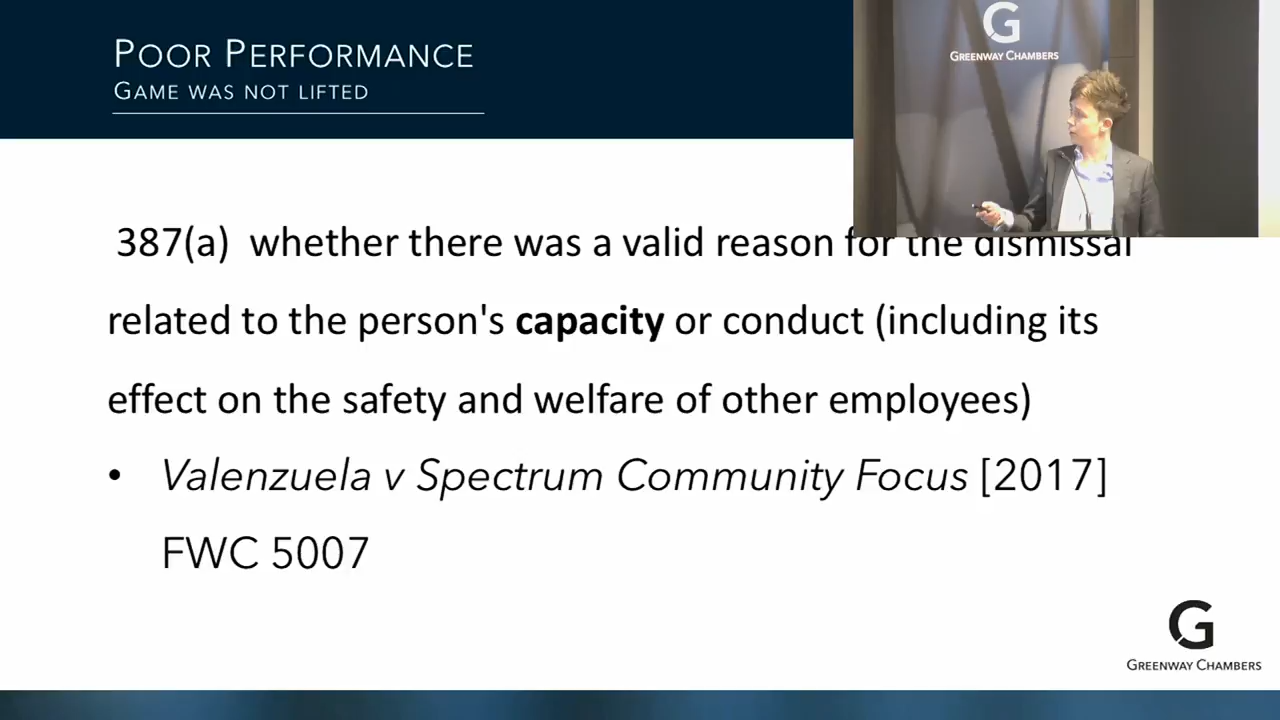 POOR PERFORMANCE
GAME WAS NOT LIFTED
G
GREENWAY CHAMBERS
387(a) whether there was a valid reason for the dismissal
related to the person's capacity or conduct (including its
effect on the safety and welfare of other employees)
• Valenzuela v Spectrum Community Focus [2017]
FWC 5007
G
GREENWAY CHAMBERS